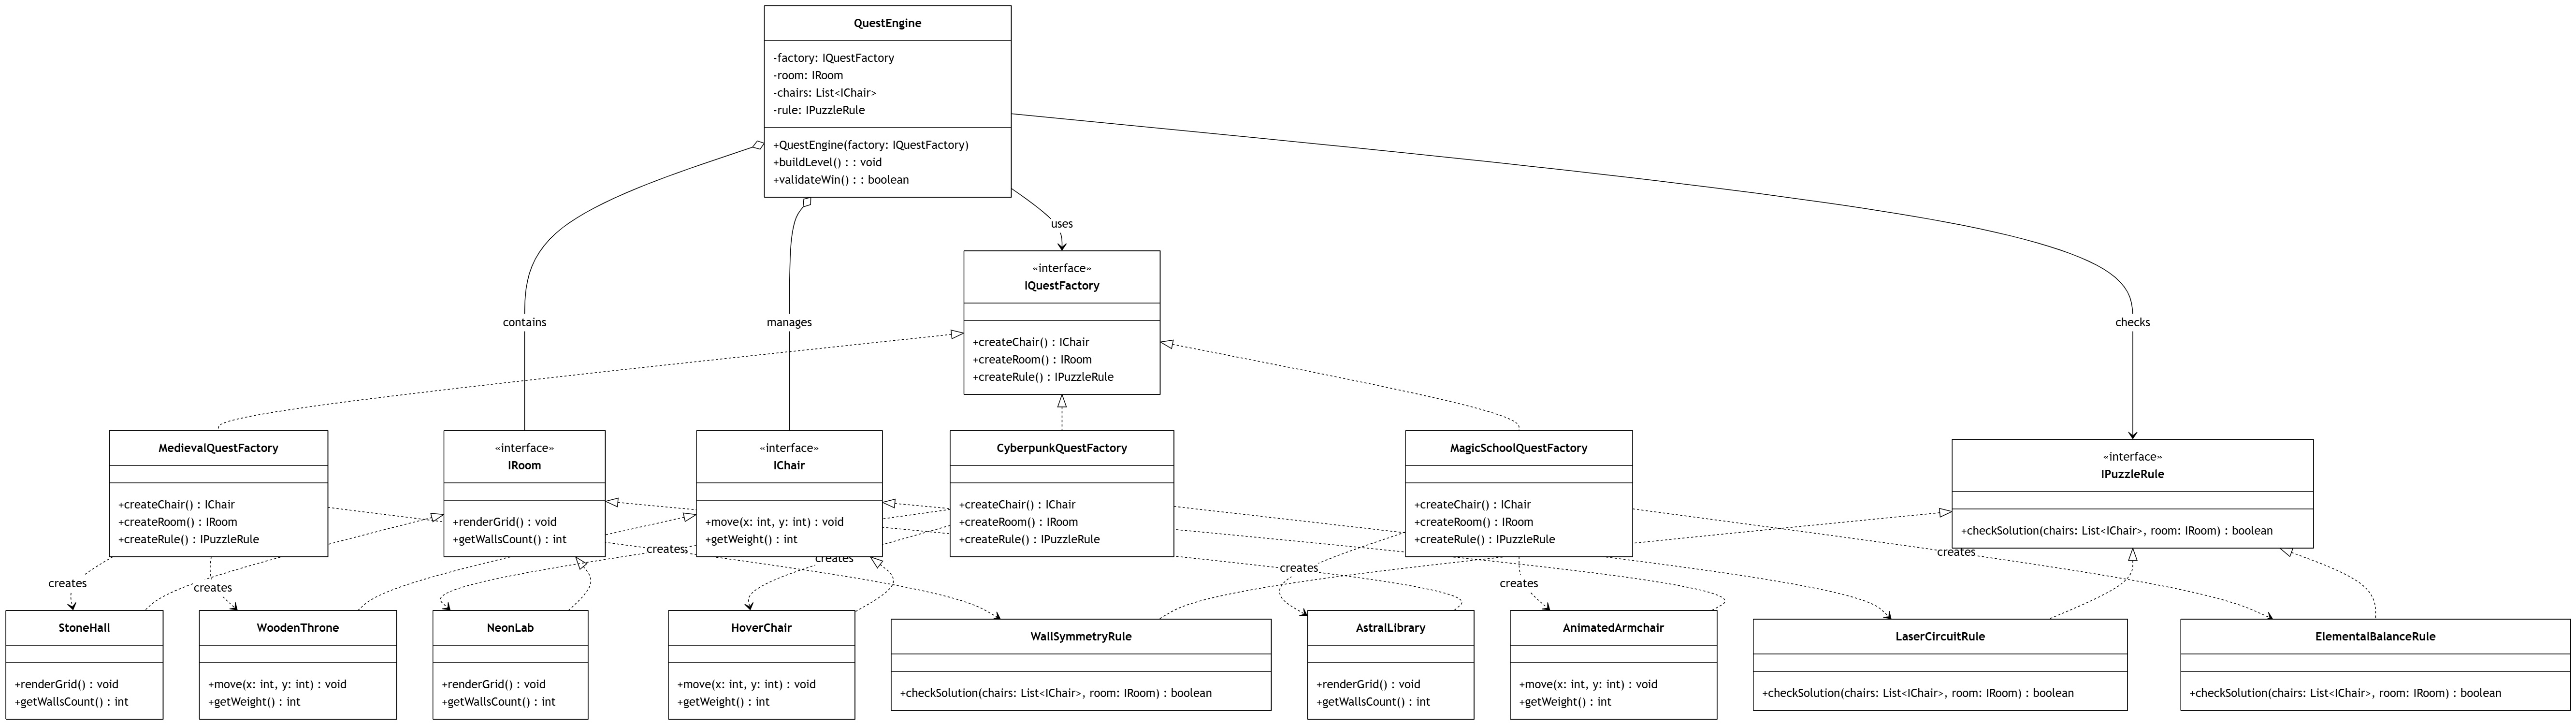 QuestEngine
-factory: IQuestFactory
-room: IRoom
-chairs: List<IChair>
-rule: IPuzzleRule
+QuestEngine(factory: IQuestFactory)
+buildLevel() : : void
+validateWin() : : boolean
uses
contains
manages
checks
«interface»
IQuestFactory
+createChair() : IChair
+createRoom() : IRoom
+createRule() : IPuzzleRule
MedievalQuestFactory
+createChair() : IChair
+createRoom() : IRoom
+createRule() : IPuzzleRule
«interface»
IRoom
+renderGrid() : void
+getWallsCount() : int
«interface»
IChair
+move(x: int, y: int) : void
+getWeight() : int
CyberpunkQuestFactory
+createChair() : IChair
+createRoom() : IRoom
+createRule() : IPuzzleRule
MagicSchoolQuestFactory
+createChair() : IChair
+createRoom() : IRoom
+createRule() : IPuzzleRule
«interface»
IPuzzleRule
+checkSolution(chairs: List<IChair>, room: IRoom) : boolean
creates
creates
creates
creates
creates
creates
creates
StoneHall
+renderGrid() : void
+getWallsCount() : int
WoodenThrone
+move(x: int, y: int) : void
+getWeight() : int
NeonLab
+renderGrid() : void
+getWallsCount() : int
HoverChair
+move(x: int, y: int) : void
+getWeight() : int
WallSymmetryRule
+checkSolution(chairs: List<IChair>, room: IRoom) : boolean
AstralLibrary
+renderGrid() : void
+getWallsCount() : int
AnimatedArmchair
+move(x: int, y: int) : void
+getWeight() : int
LaserCircuitRule
+checkSolution(chairs: List<IChair>, room: IRoom) : boolean
ElementalBalanceRule
+checkSolution(chairs: List<IChair>, room: IRoom) : boolean